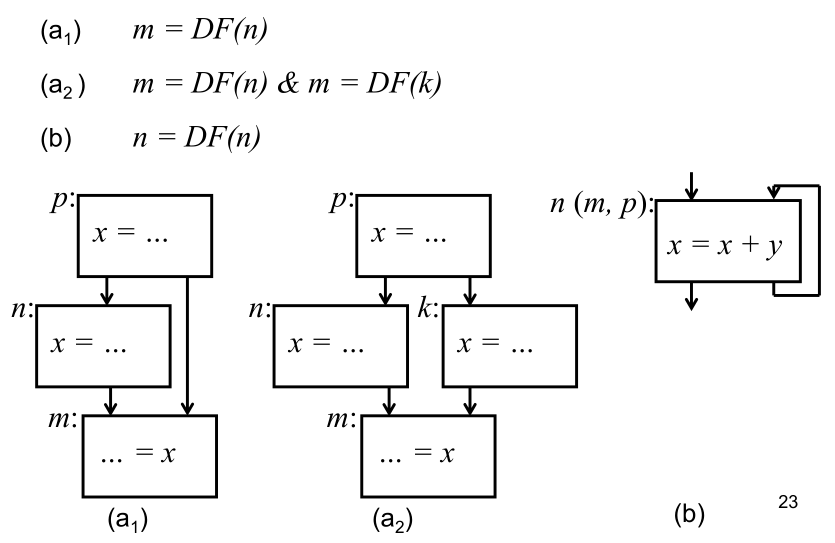 (a1) m = DF(n)
(a2) m = DF(n) & m = DF(k)
(b) n = DF(n)
p:
x = ...
n:
x = ...
m:
... = x
(a1)
p:
x = ...
n:
x = ...
k:
x = ...
m:
... = x
(a2)
n (m, p):
x = x + y
(b)
23